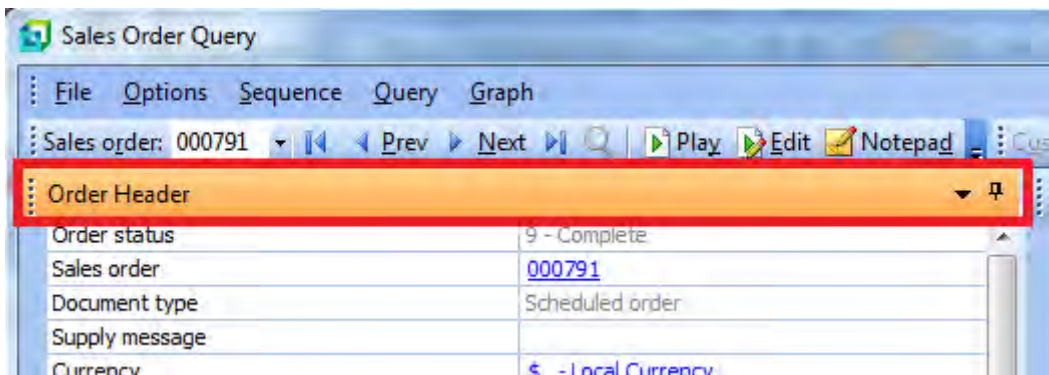 Sales Order Query
File Options Sequence Query Graph
Sales order: 000791 Prev Next Play Edit Notepad
Order Header
Order status 9 - Complete
Sales order 000791
Document type Scheduled order
Supply message
Currency $ - Local Currency